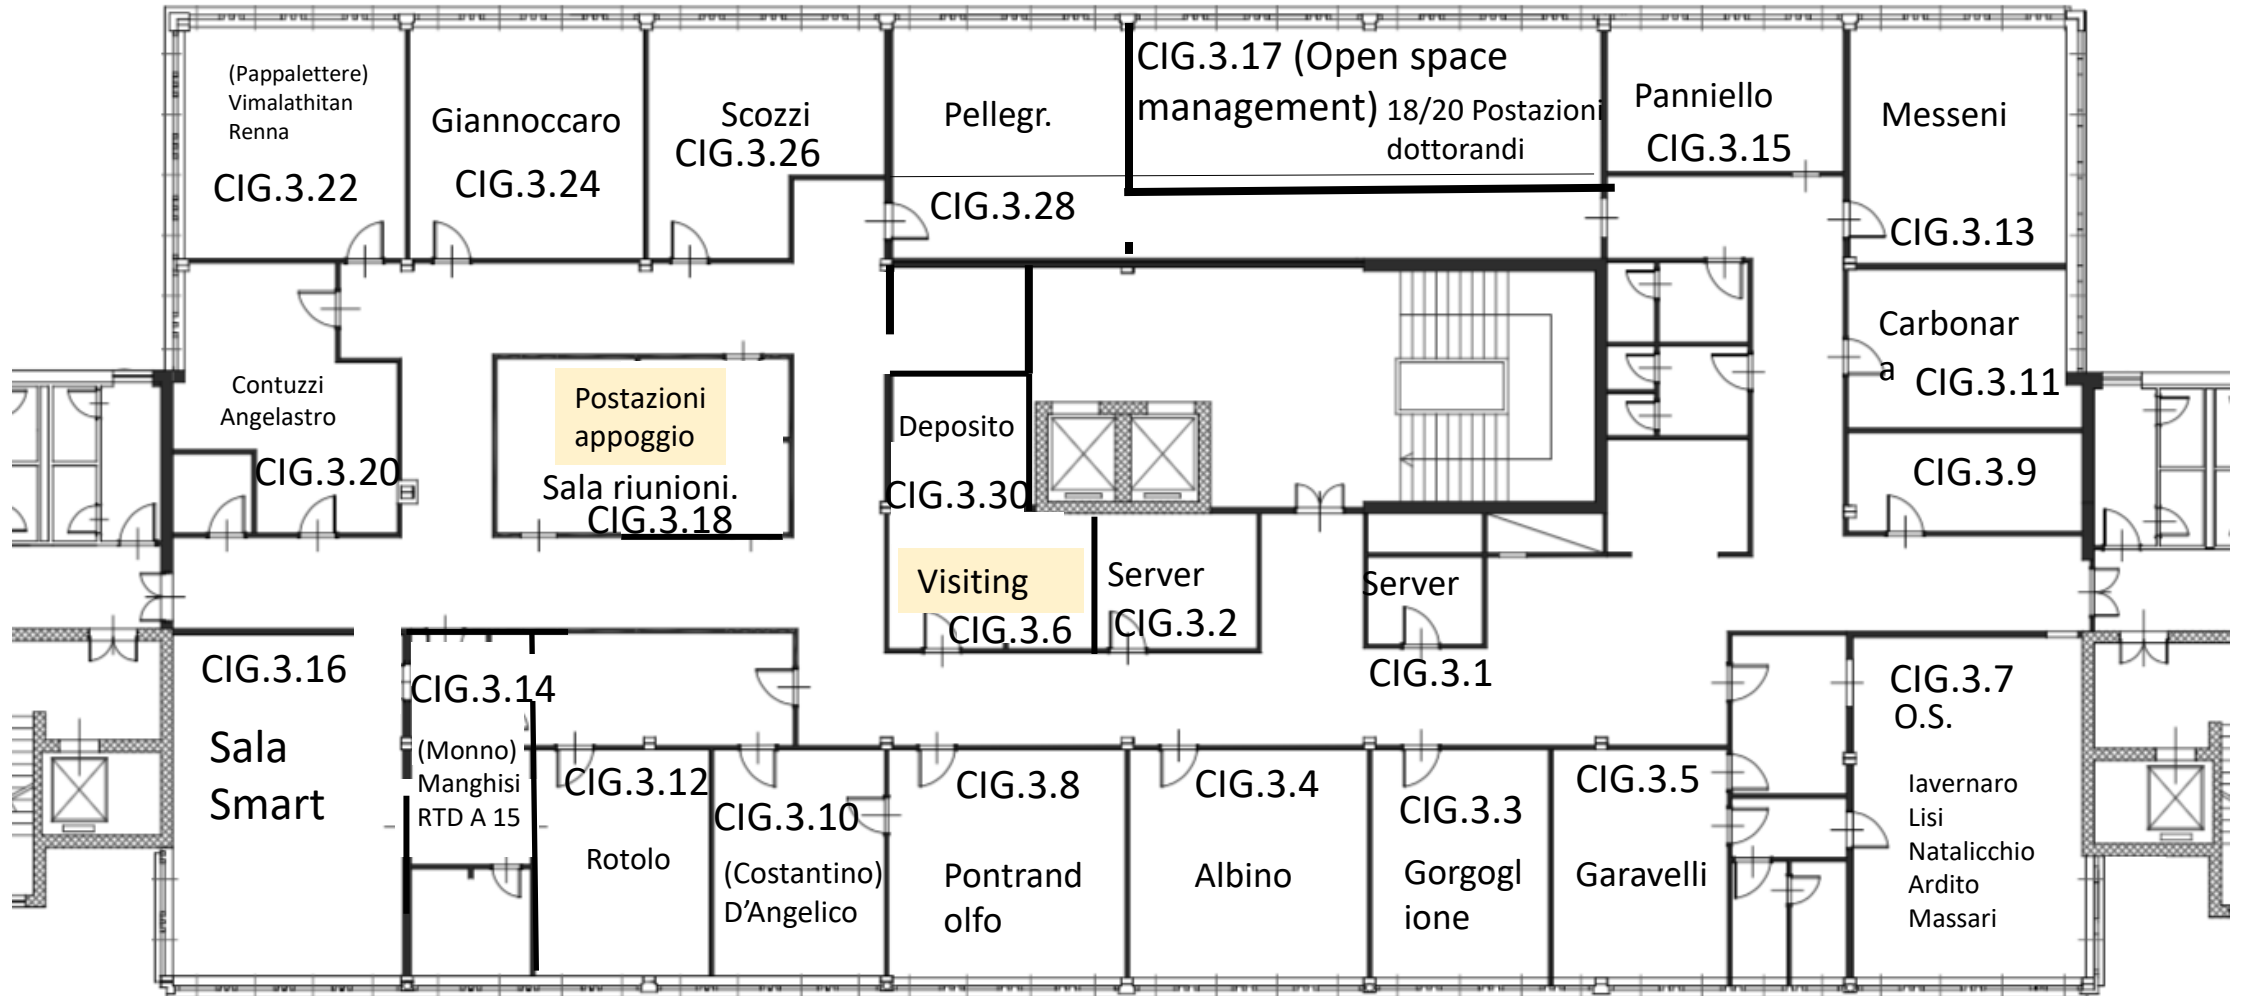 (Pappalettere)
Vimalathitan
Renna
CIG.3.22
Giannoccaro
CIG.3.24
Scozzi
CIG.3.26
Pellegr.
CIG.3.28
CIG.3.17 (Open space
management) 18/20 Postazioni
dottorandi
Panniello
CIG.3.15
Messeni
CIG.3.13
Contuzzi
Angelastro
CIG.3.20
Postazioni
appoggio
Sala riunioni.
CIG.3.18
Deposito
CIG.3.30
Carbonar
a
CIG.3.11
CIG.3.9
Visiting
CIG.3.6
Server
CIG.3.2
Server
CIG.3.1
CIG.3.16
Sala
Smart
CIG.3.14
(Monno)
Manghisi
RTD A 15
CIG.3.12
Rotolo
CIG.3.10
(Costantino)
D’Angelico
CIG.3.8
Pontrand
olfo
CIG.3.4
Albino
CIG.3.3
Gorgogl
ione
CIG.3.5
Garavelli
CIG.3.7
O.S.
Iavernaro
Lisi
Natalicchio
Ardito
Massari